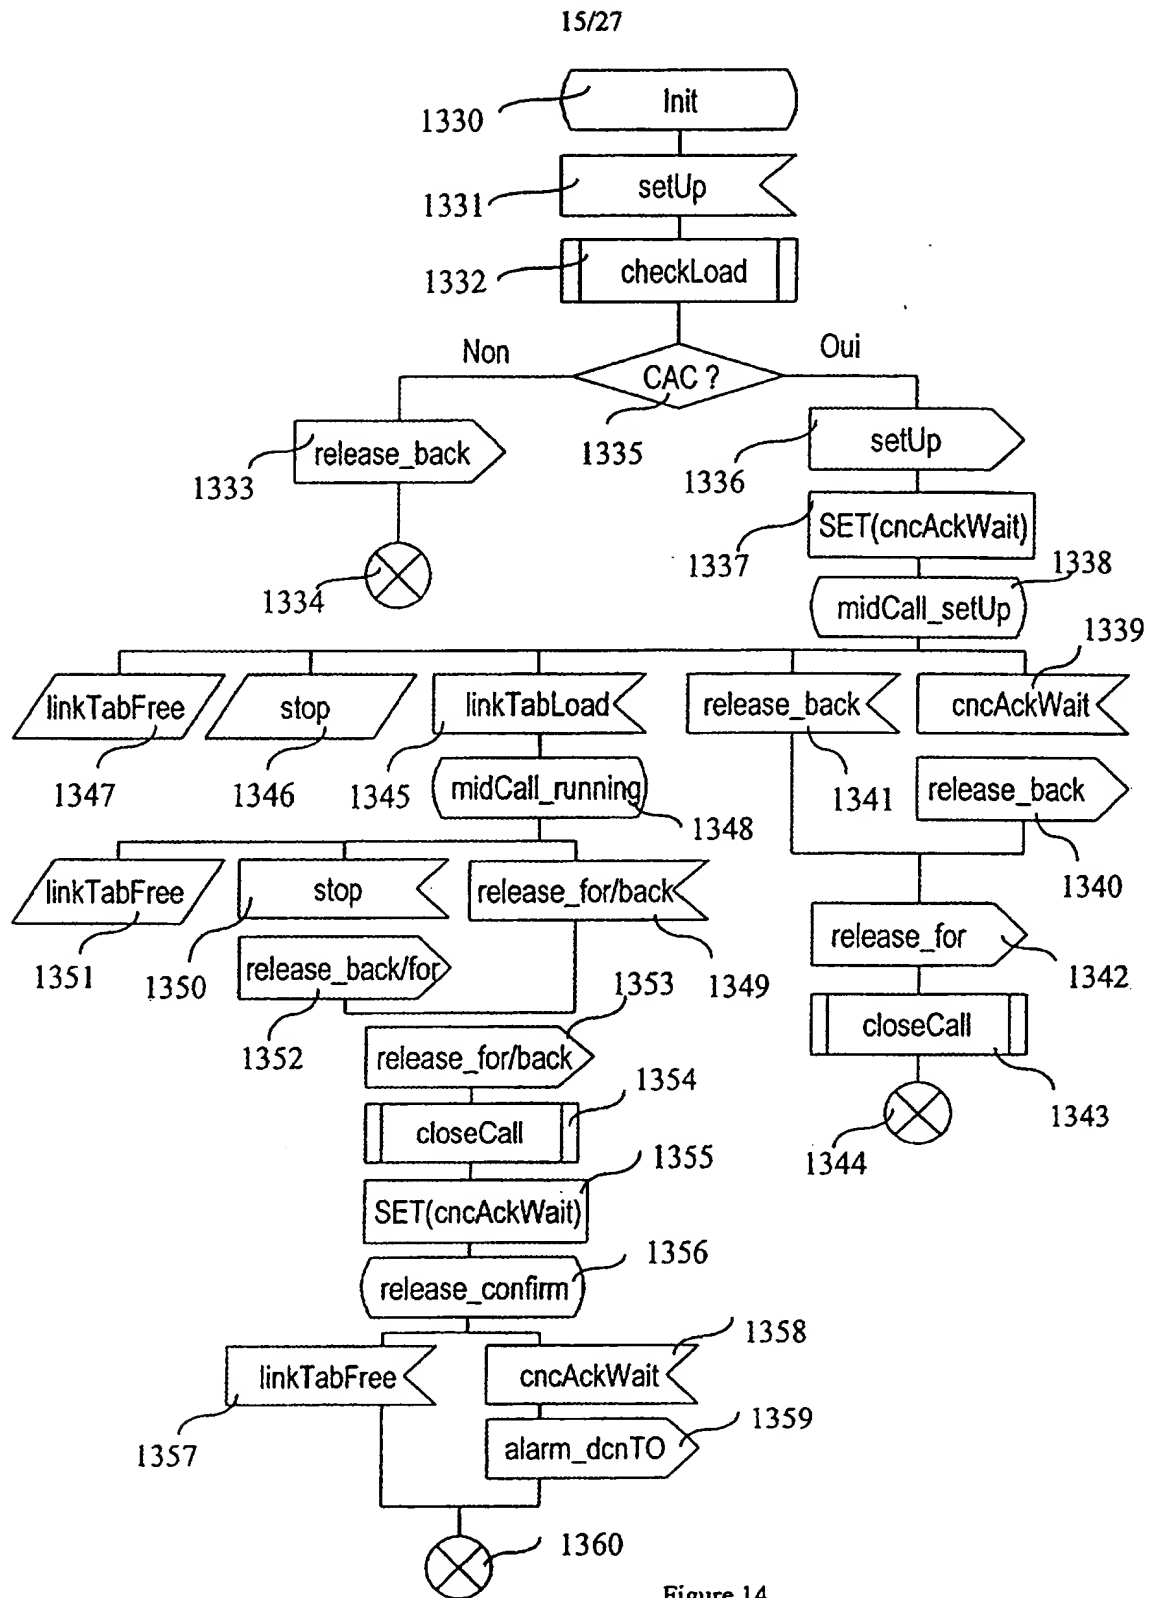 15/27
Init
1330
setUp
1331
checkLoad
1332
Non
Oui
CAC ?
1335
release_back
1333
setUp
1336
SET(cncAckWait)
1337
1334
1338
midCall_setUp
1339
linkTabFree
stop
linkTabLoad
release_back
cncAckWait
1347
1346
1345
1341
midCall_running
1348
release_back
1340
linkTabFree
stop
release_for/back
1351
1350
1349
release_for
1342
release_back/for
1352
1353
closeCall
1343
release_for/back
1354
closeCall
1344
1355
SET(cncAckWait)
1356
release_confirm
1358
linkTabFree
cncAckWait
1357
1359
alarm_dcnTO
1360
Figure 14